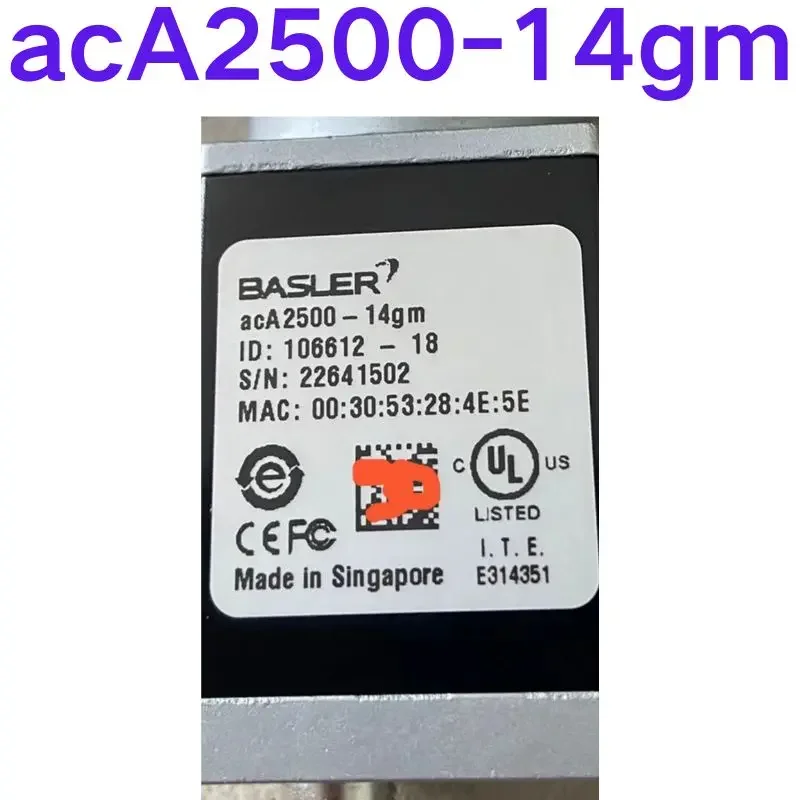 acA2500-14gm
BASLER
acA2500 - 14gm
ID: 106612 - 18
S/N: 22641502
MAC: 00:30:53:28:4E:5E
e
C UL US
LISTED
CE FC
I. T. E.
Made in Singapore
E314351